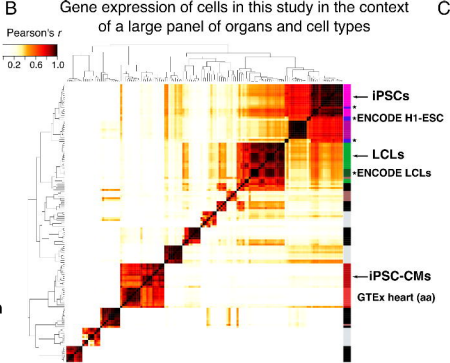 B
Gene expression of cells in this study in the context
of a large panel of organs and cell types
C
Pearson's r
0.2 0.6 1.0
iPSCs
*
*ENCODE H1-ESC
*
LCLs
*ENCODE LCLs
iPSC-CMs
GTEx heart (aa)